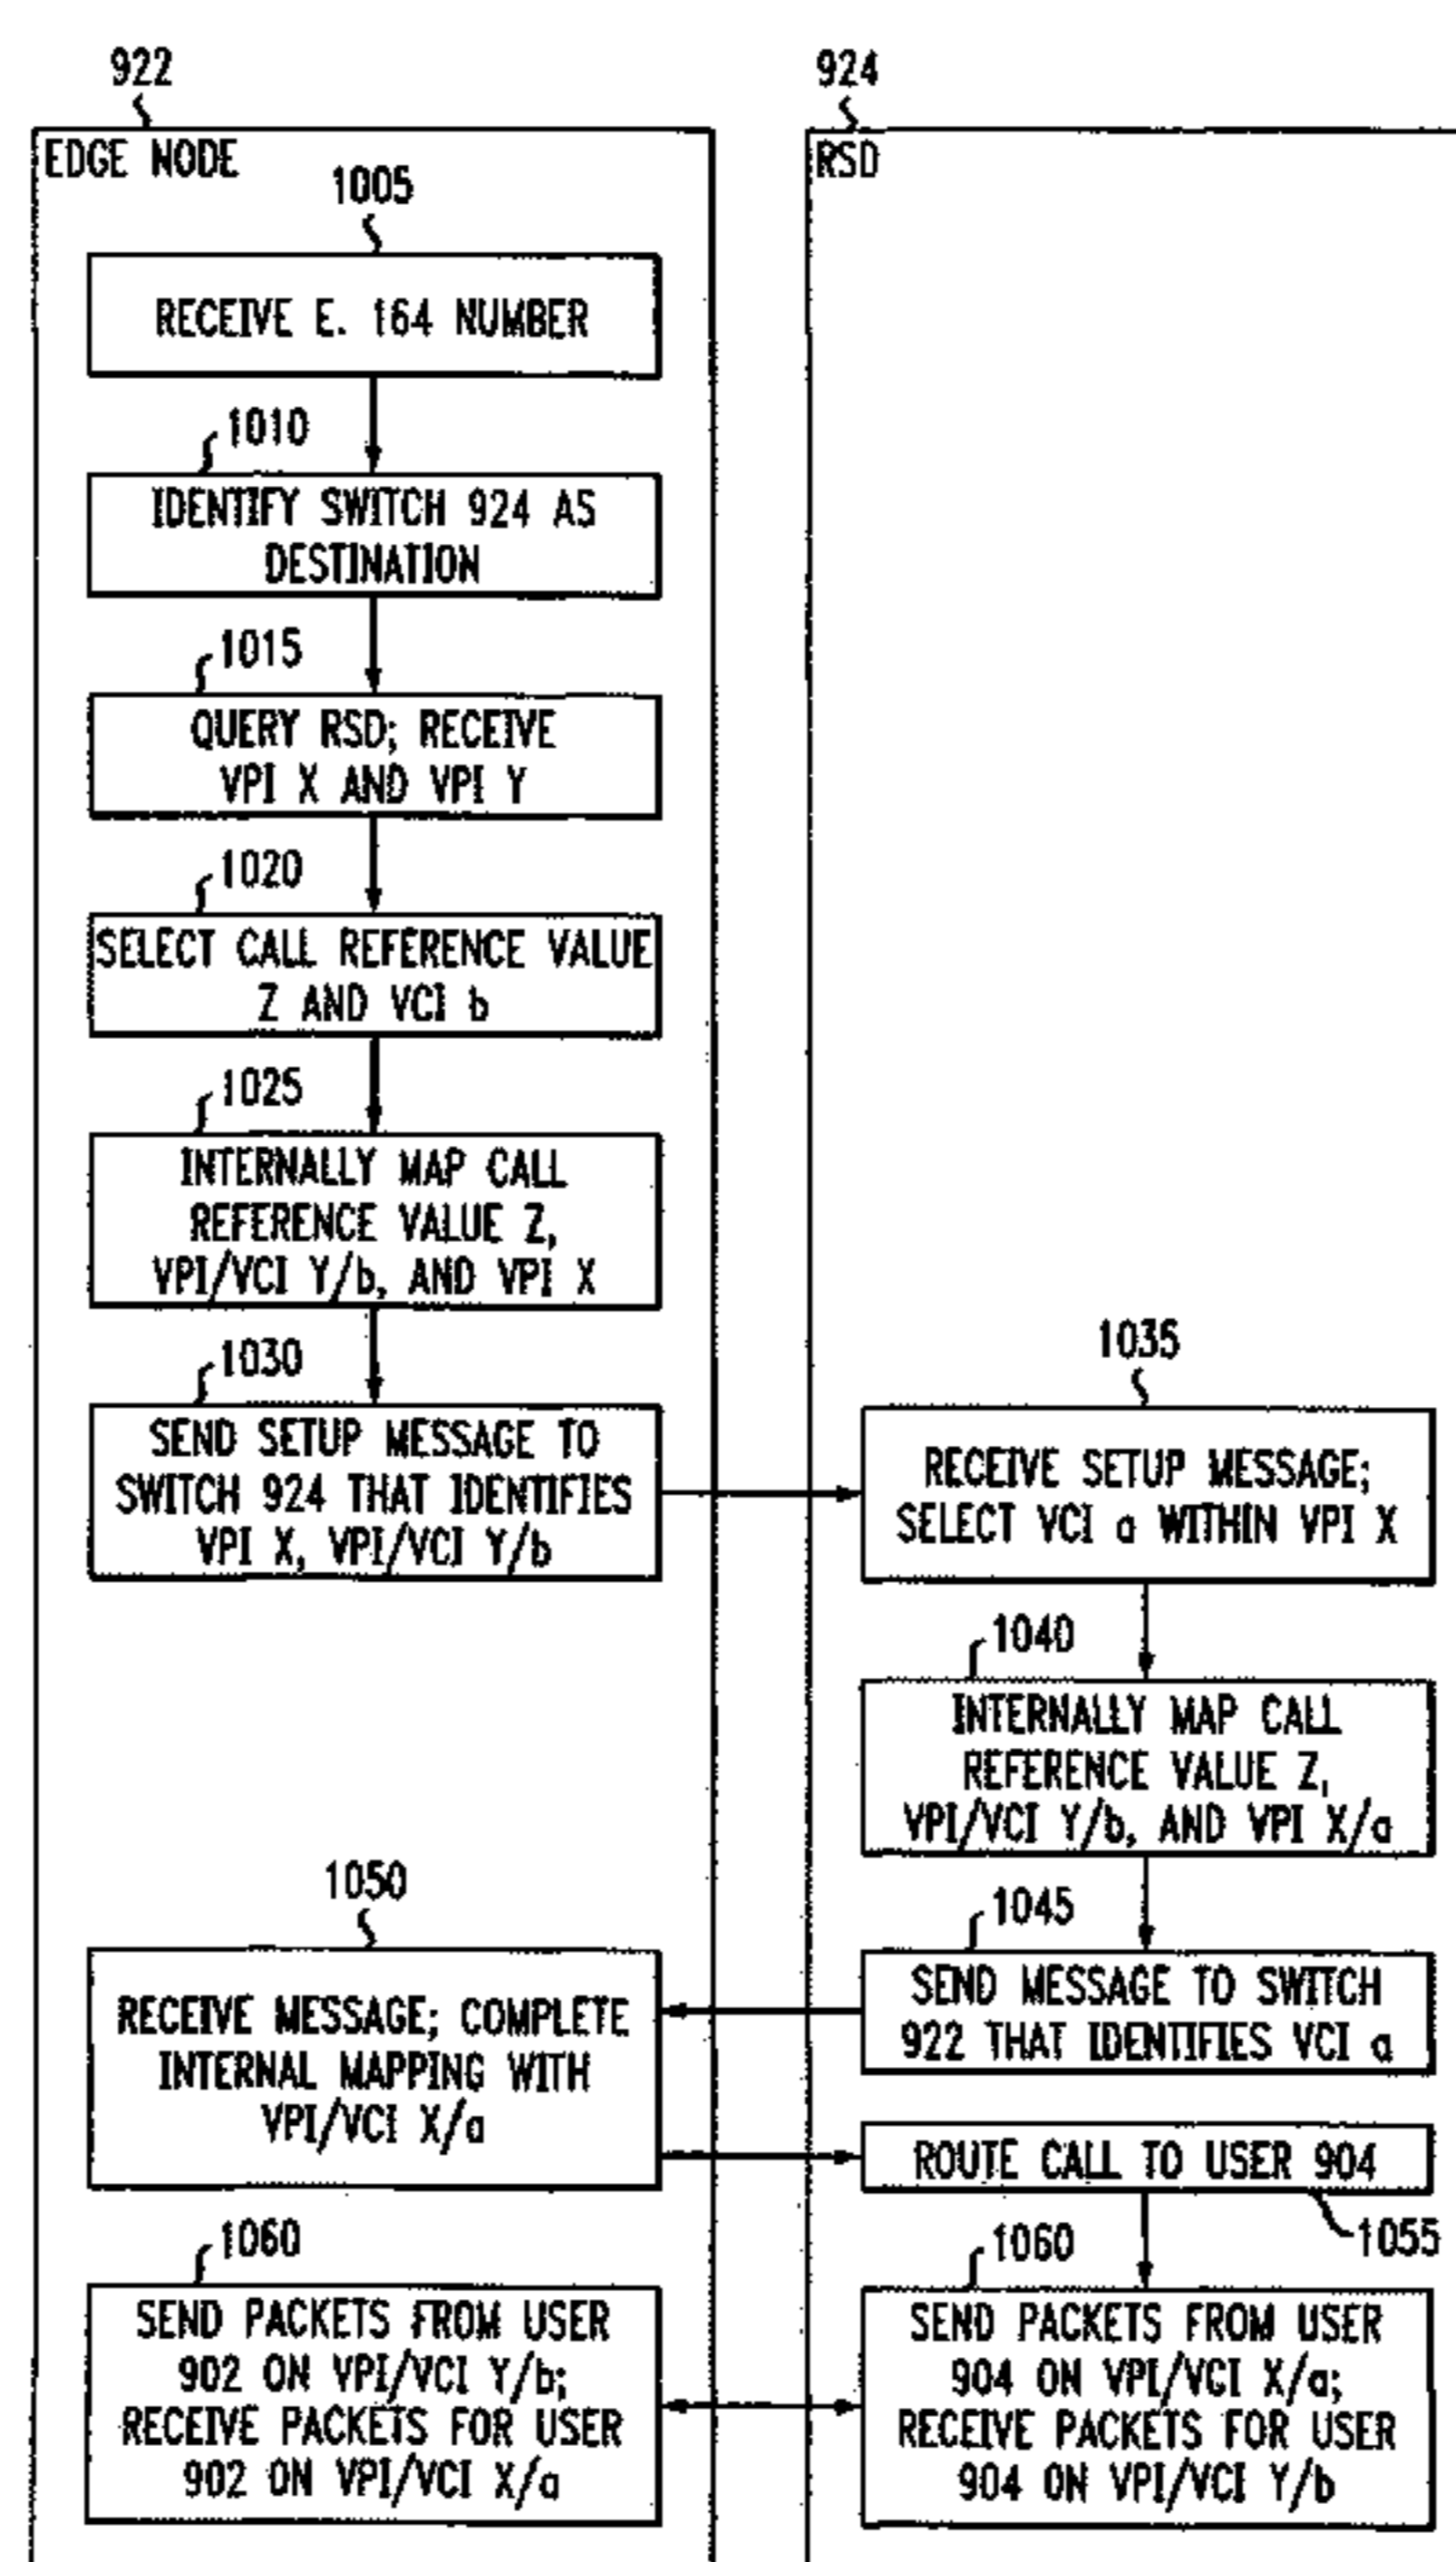 922
EDGE NODE
1005
RECEIVE E. 164 NUMBER
1010
IDENTIFY SWITCH 924 AS
DESTINATION
1015
QUERY RSD; RECEIVE
VPI X AND VPI Y
1020
SELECT CALL REFERENCE VALUE
Z AND VCI b
1025
INTERNALLY MAP CALL
REFERENCE VALUE Z,
VPI/VCI Y/b, AND VPI X
1030
SEND SETUP MESSAGE TO
SWITCH 924 THAT IDENTIFIES
VPI X, VPI/VCI Y/b
924
RSD
1035
RECEIVE SETUP MESSAGE;
SELECT VCI a WITHIN VPI X
1040
INTERNALLY MAP CALL
REFERENCE VALUE Z,
VPI/VCI Y/b, AND VPI X/a
1045
SEND MESSAGE TO SWITCH
922 THAT IDENTIFIES VCI a
1050
RECEIVE MESSAGE; COMPLETE
INTERNAL MAPPING WITH
VPI/VCI X/a
ROUTE CALL TO USER 904
1055
1060
SEND PACKETS FROM USER
902 ON VPI/VCI Y/b;
RECEIVE PACKETS FOR USER
902 ON VPI/VCI X/a
1060
SEND PACKETS FROM USER
904 ON VPI/VCI X/a;
RECEIVE PACKETS FOR USER
904 ON VPI/VCI Y/b